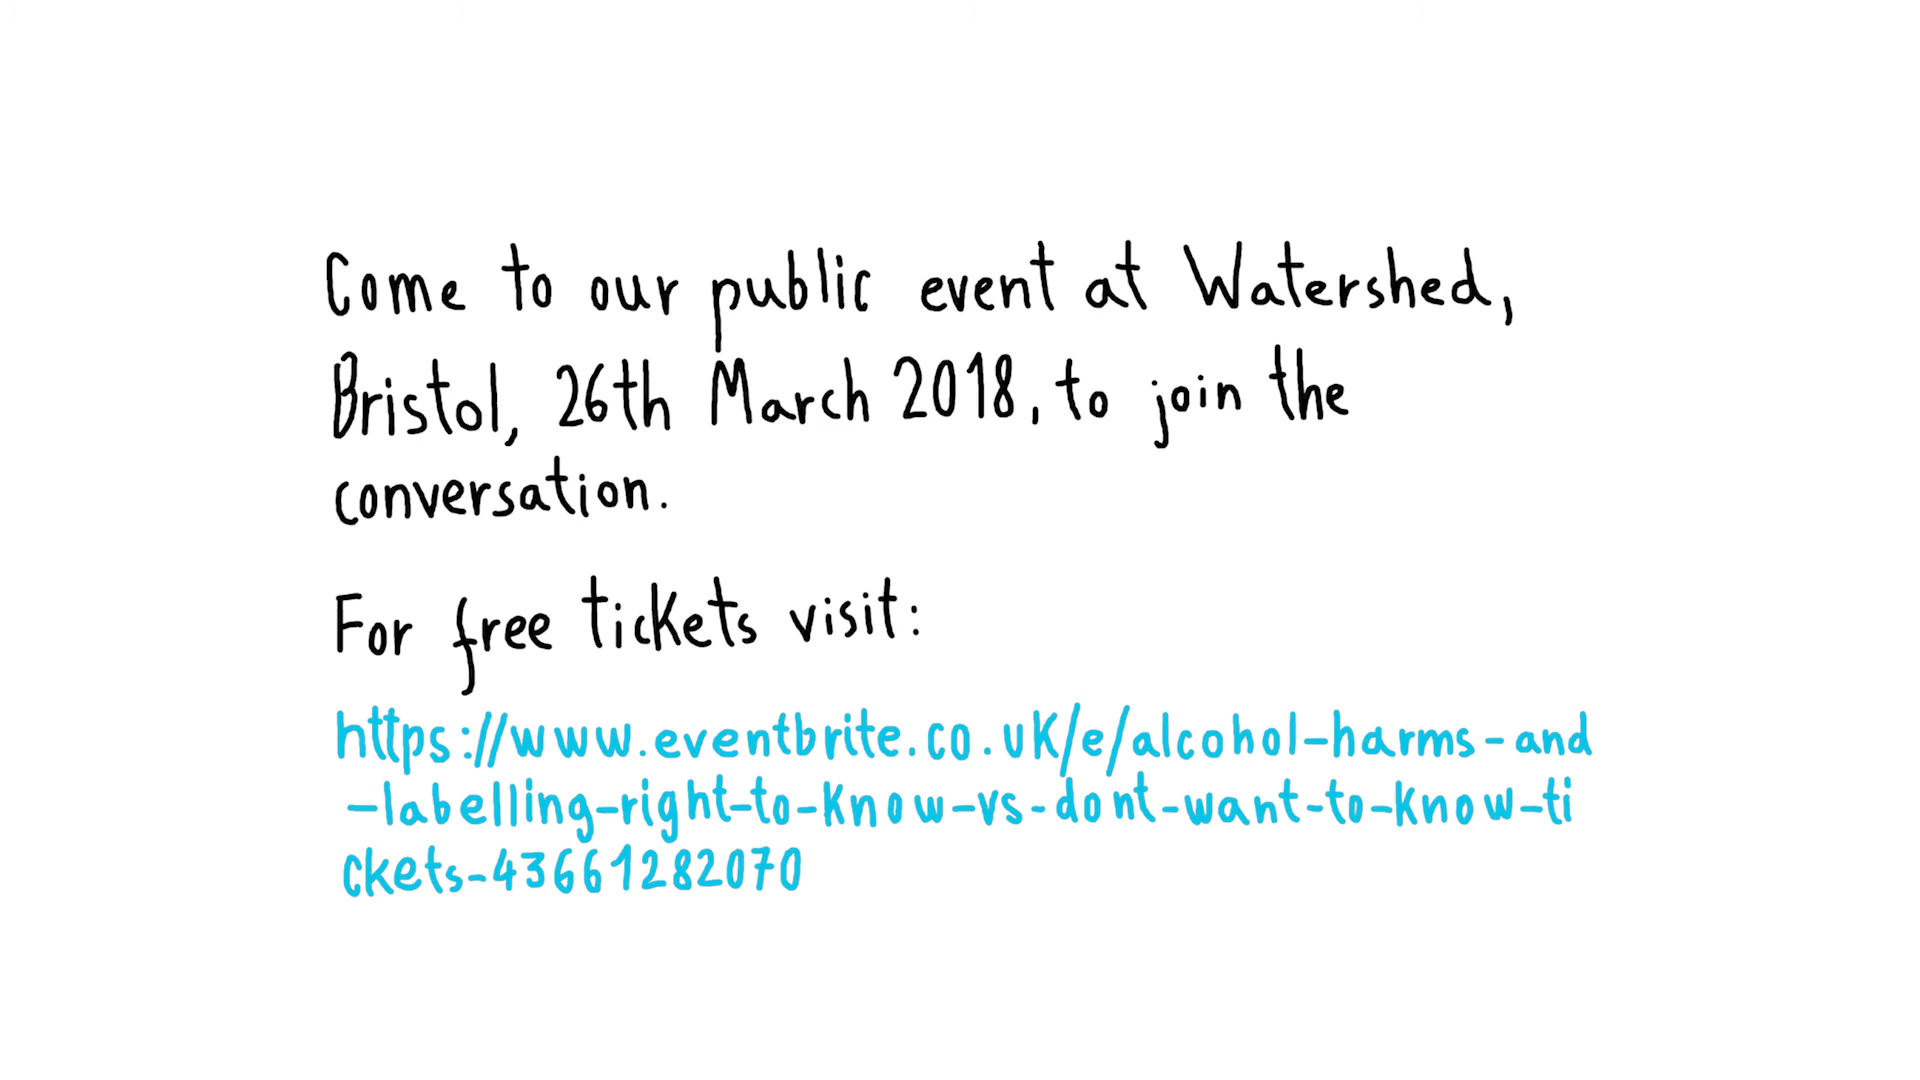 Come to our public event at Watershed,
Bristol, 26th March 2018, to join the
conversation.
For free tickets visit:
https://www.eventbrite.co.uk/e/alcohol-harms-and
-labelling-right-to-know-vs-dont-want-to-know-ti
ckets-43661282070